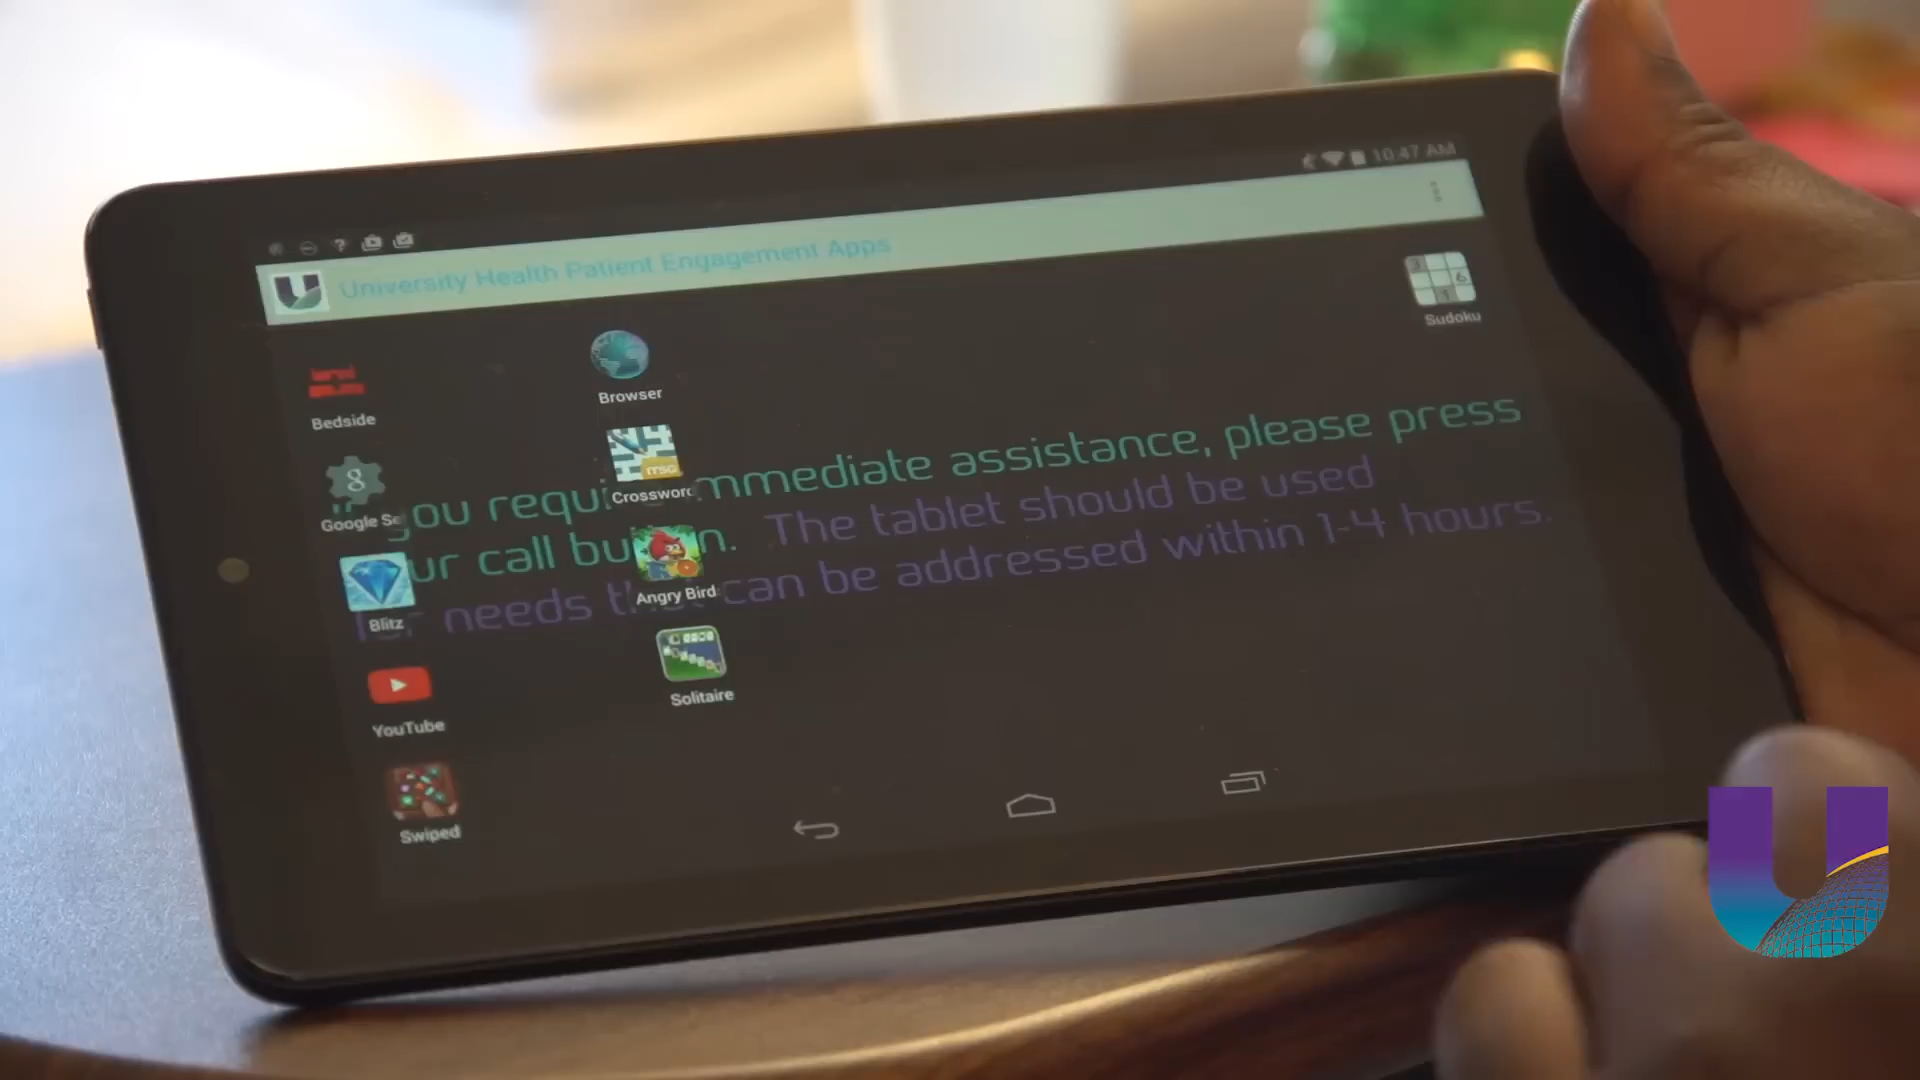 10:47 AM
University Health Patient Engagement Apps
Bedside
Browser
Sudoku
Google Se
Crossword
you requi mmediate assistance, please press
ur call bu n. The tablet should be used
for needs th can be addressed within 1-4 hours.
Blitz
Angry Bird
YouTube
Solitaire
Swiped